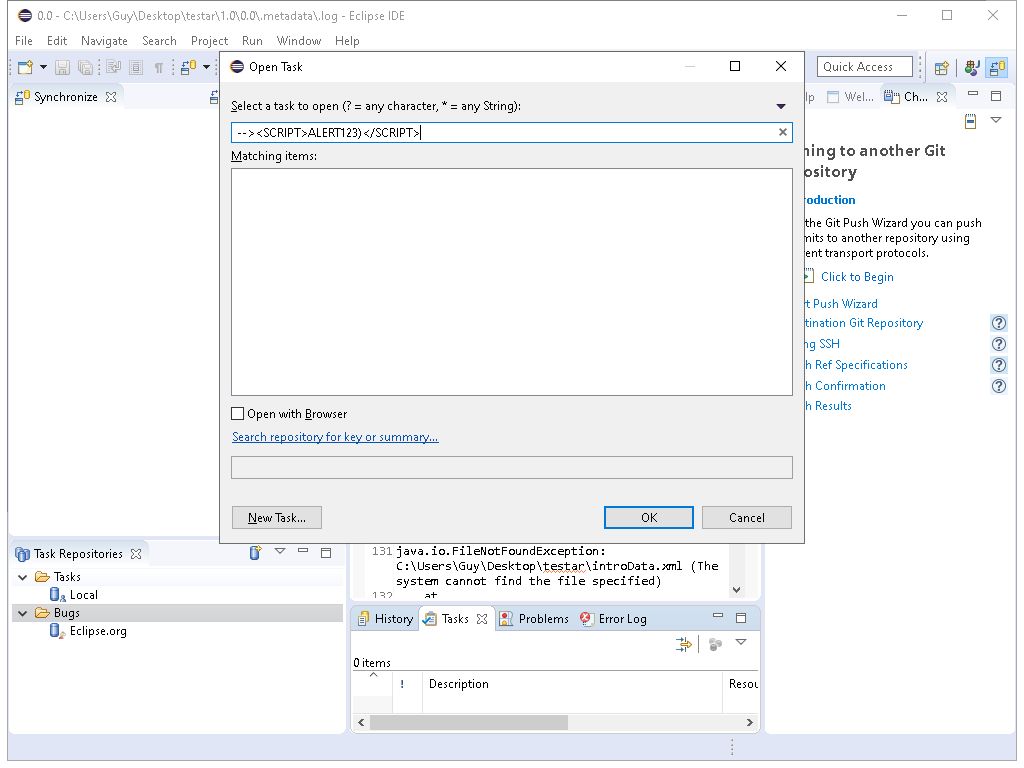 0.0 - C:\Users\Guy\Desktop\testar\1.0\0.0\.metadata\.log - Eclipse IDE
File Edit Navigate Search Project Run Window Help
Quick Access
Synchronize
Open Task
Select a task to open (? = any character, * = any String):
--><SCRIPT>ALERT123)</SCRIPT>
Matching items:
Open with Browser
Search repository for key or summary...
New Task...
OK
Cancel
lp
Wel...
Ch...
hing to another Git
ository
roduction
the Git Push Wizard you can push
mits to another repository using
ent transport protocols.
Click to Begin
t Push Wizard
tination Git Repository
ng SSH
h Ref Specifications
h Confirmation
h Results
Task Repositories
Tasks
Local
Bugs
Eclipse.org
131 java.io.FileNotFoundException:
C:\Users\Guy\Desktop\testar\introData.xml (The
system cannot find the file specified)
132 at
History Tasks Problems Error Log
0 items
! Description Resou